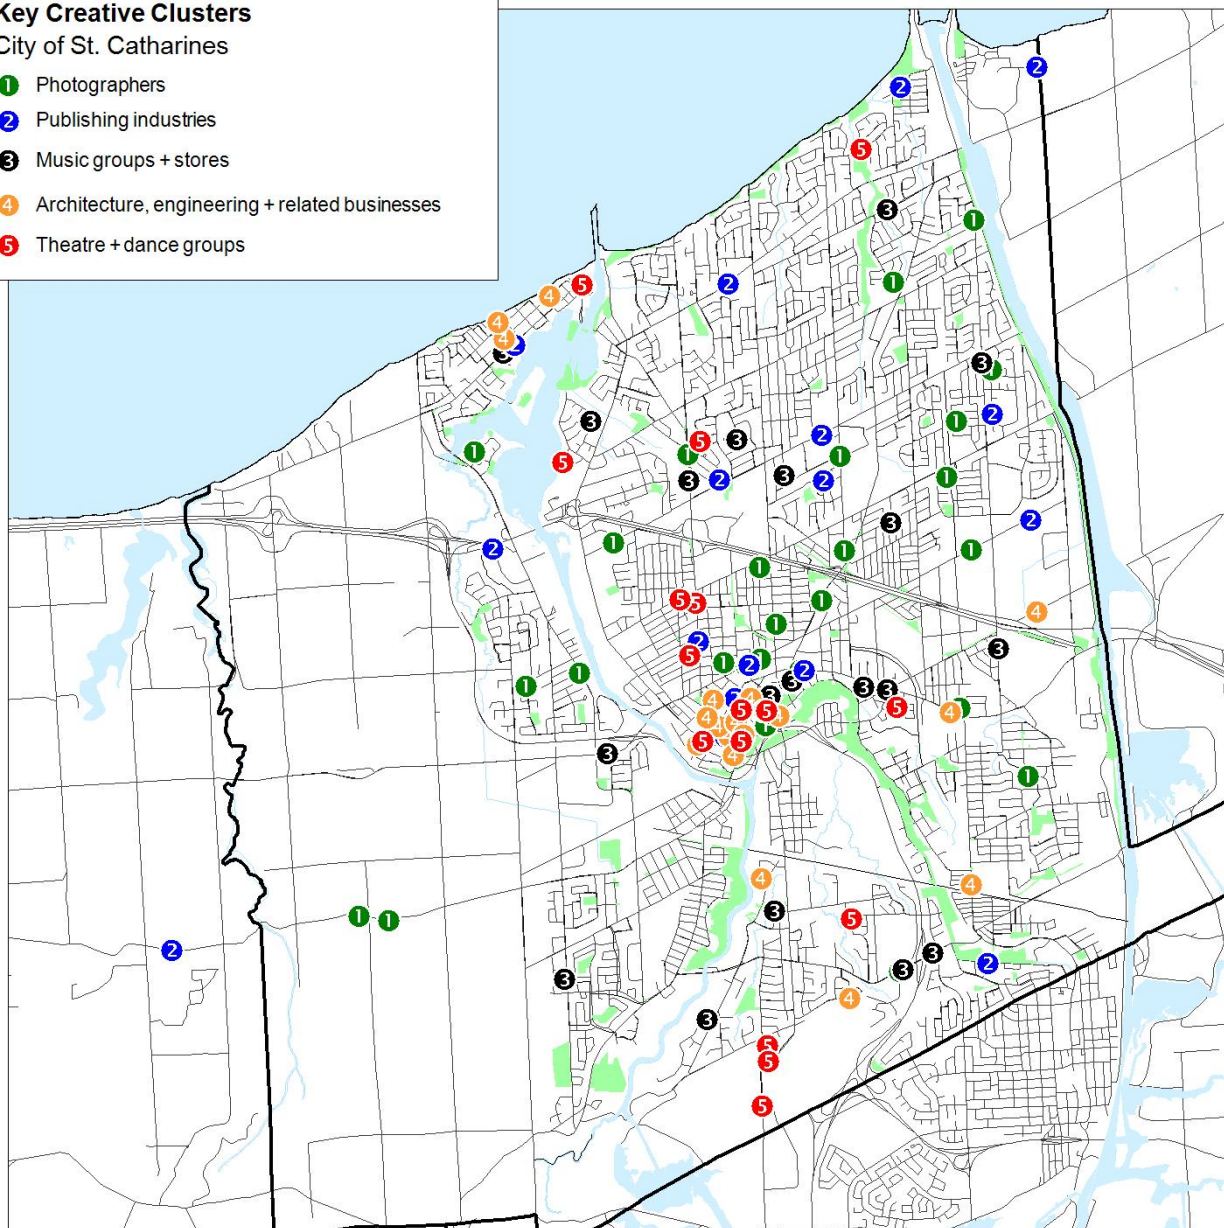 Key Creative Clusters
City of St. Catharines
1 Photographers
2 Publishing industries
3 Music groups + stores
4 Architecture, engineering + related businesses
5 Theatre + dance groups